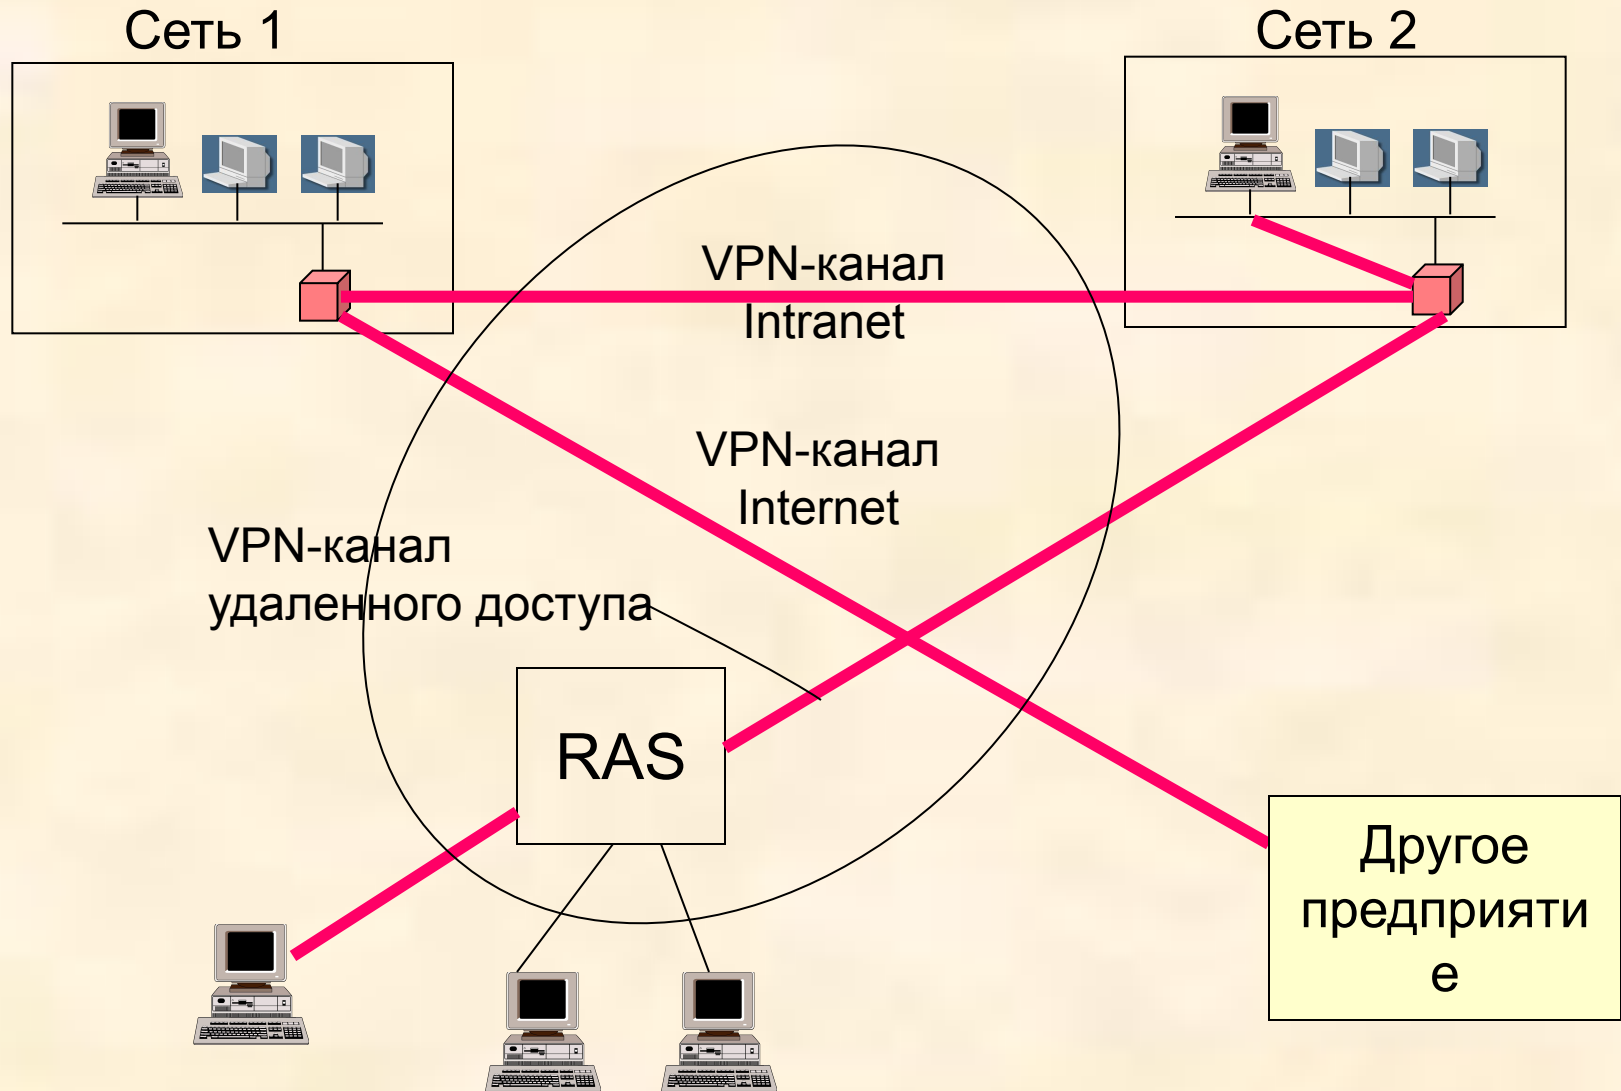 Сеть 1
Сеть 2
VPN-канал
Intranet
VPN-канал
Internet
VPN-канал
удаленного доступа
RAS
Другое
предприяти
е